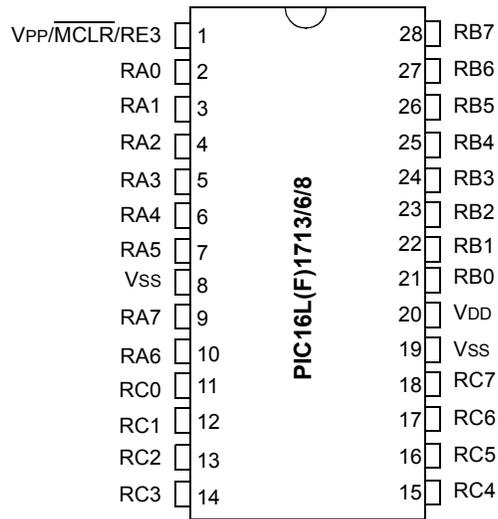 VPP/MCLR/RE3 1 28 RB7
RA0 2 27 RB6
RA1 3 26 RB5
RA2 4 25 RB4
RA3 5 24 RB3
RA4 6 23 RB2
RA5 7 22 RB1
VSS 8 21 RB0
RA7 9 20 VDD
RA6 10 19 VSS
RC0 11 18 RC7
RC1 12 17 RC6
RC2 13 16 RC5
RC3 14 15 RC4
PIC16L(F)1713/6/8